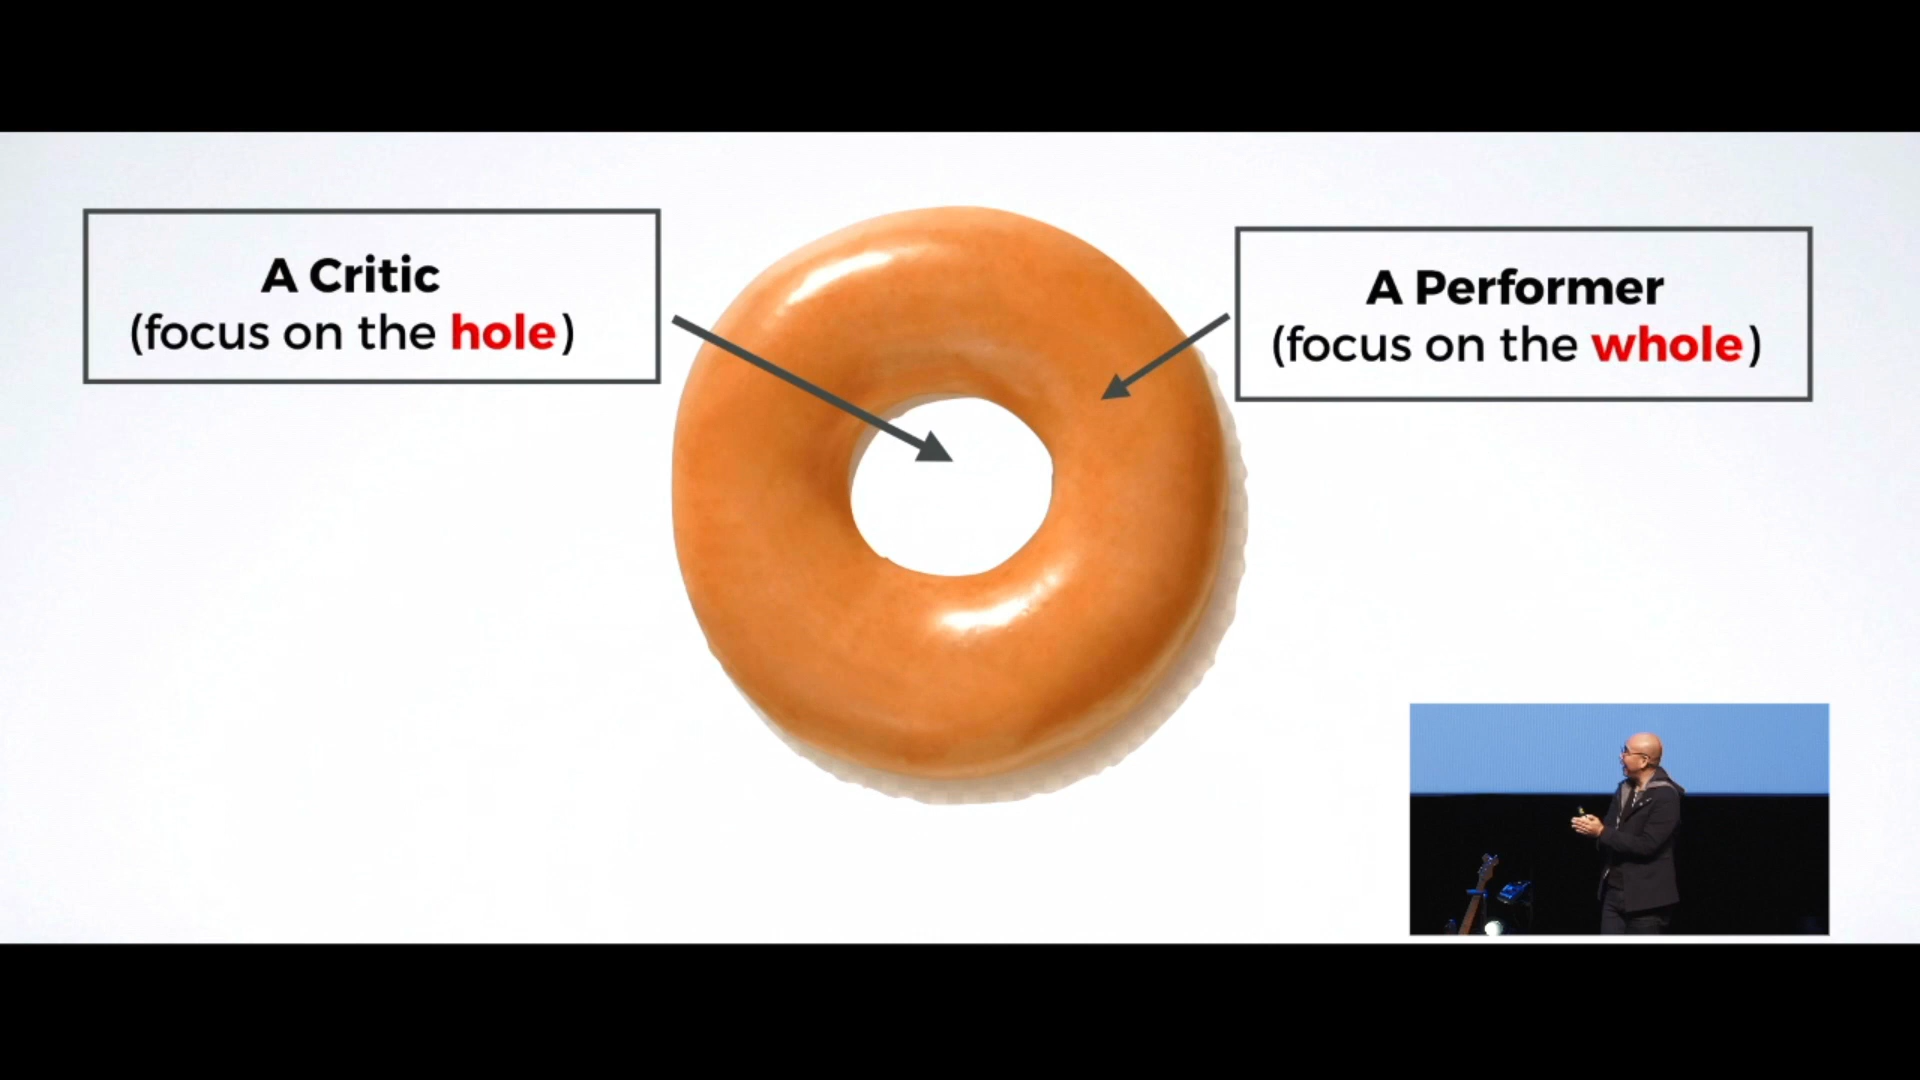 A Critic
(focus on the hole)
A Performer
(focus on the whole)